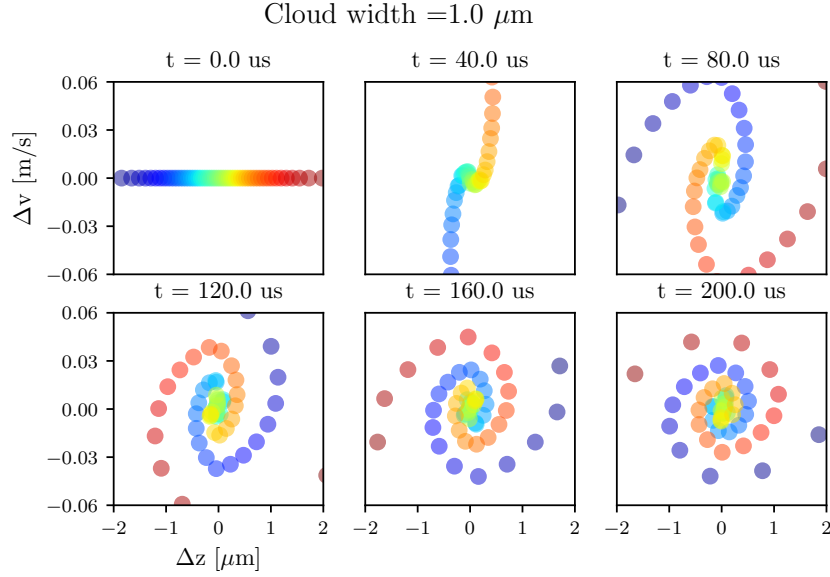 Cloud width =1.0 μm
t = 0.0 us
t = 40.0 us
t = 80.0 us
0.06
0.03
0.00
−0.03
−0.06
Δv [m/s]
t = 120.0 us
t = 160.0 us
t = 200.0 us
0.06
0.03
0.00
−0.03
−0.06
−2 −1 0 1 2
−2 −1 0 1 2
−2 −1 0 1 2
Δz [μm]